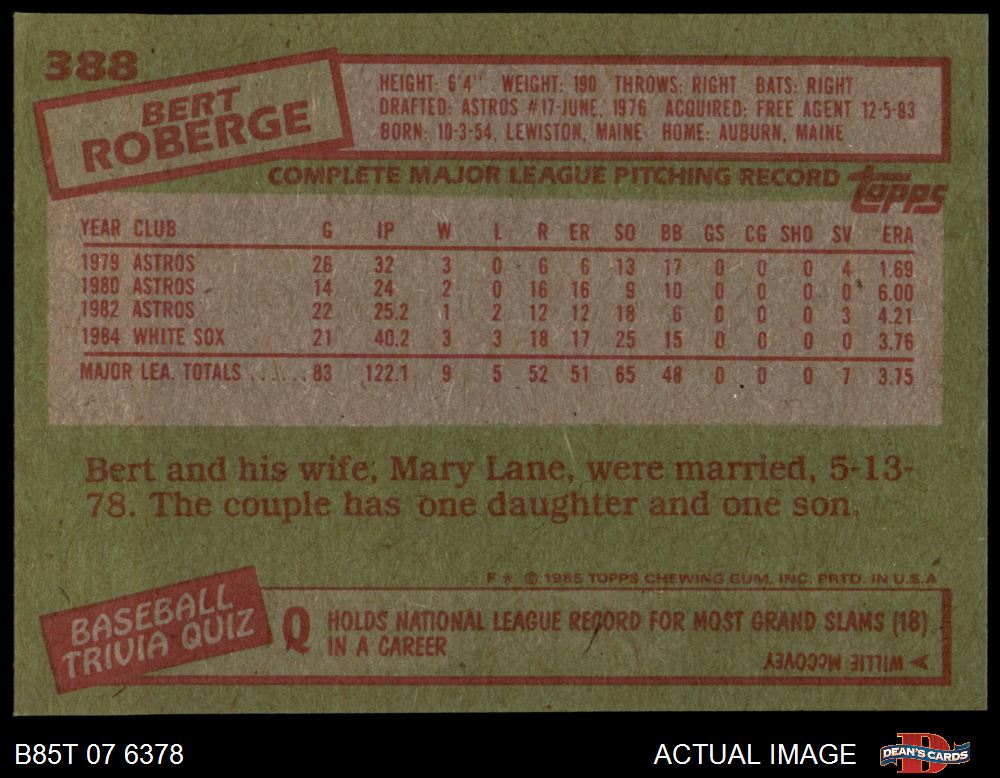 388
BERT
ROBERGE
HEIGHT: 6'4" WEIGHT: 190 THROWS: RIGHT BATS: RIGHT
DRAFTED: ASTROS #17-JUNE, 1976 ACQUIRED: FREE AGENT 12-5-83
BORN: 10-3-54, LEWISTON, MAINE HOME: AUBURN, MAINE
COMPLETE MAJOR LEAGUE PITCHING RECORD
topps
YEAR CLUB G IP W L R ER SO BB GS CG SHO SV ERA
1979 ASTROS 26 32 3 0 6 6 13 17 0 0 0 4 1.69
1980 ASTROS 14 24 2 0 16 16 9 10 0 0 0 0 6.00
1982 ASTROS 22 25.2 1 2 12 12 18 6 0 0 0 3 4.21
1984 WHITE SOX 21 40.2 3 3 18 17 25 15 0 0 0 0 3.76
MAJOR LEA. TOTALS ...... 83 122.1 9 5 52 51 65 48 0 0 0 7 3.75
Bert and his wife, Mary Lane, were married, 5-13-
78. The couple has one daughter and one son.
F * © 1985 TOPPS CHEWING GUM, INC. PRTD. IN U.S.A
BASEBALL
TRIVIA QUIZ
Q HOLDS NATIONAL LEAGUE RECORD FOR MOST GRAND SLAMS (18)
IN A CAREER
A WILLIE MCCOVEY
B85T 07 6378
ACTUAL IMAGE
DEAN'S CARDS